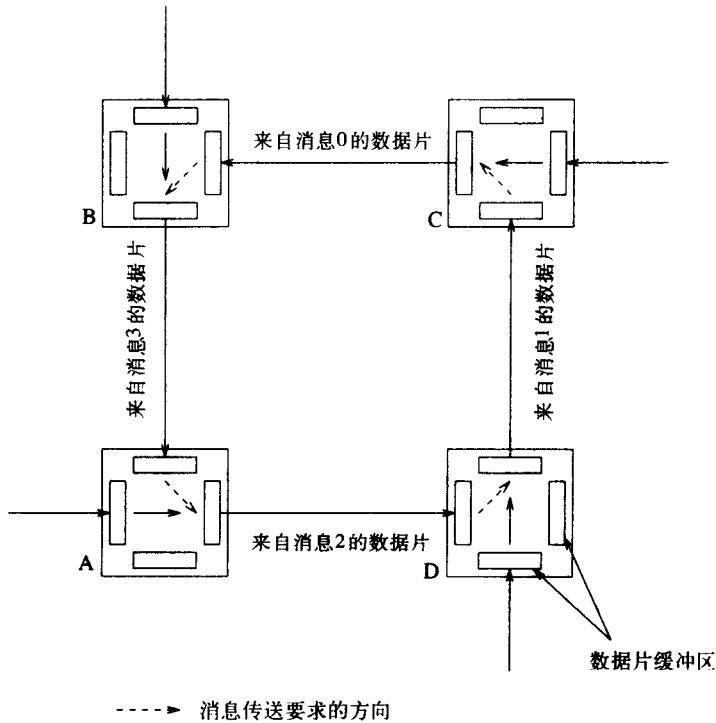 来自消息0的数据片
B
C
来自消息3的数据片
来自消息1的数据片
来自消息2的数据片
A
D
数据片缓冲区
消息传送要求的方向